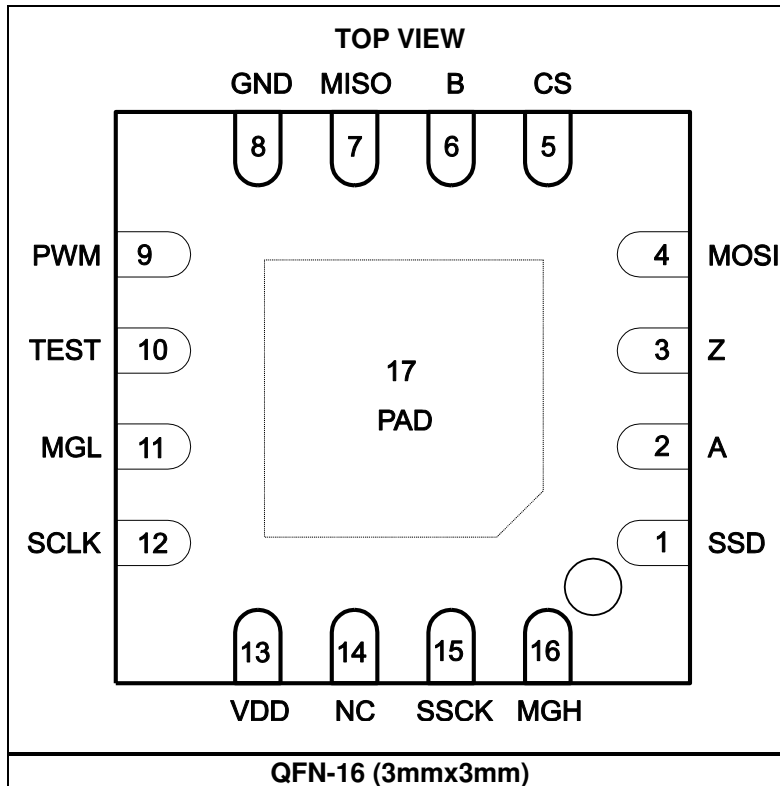 TOP VIEW
GND MISO B CS
8 7 6 5
PWM 9 4 MOSI
TEST 10 3 Z
17
PAD
MGL 11 2 A
SCLK 12 1 SSD
13 14 15 16
VDD NC SSCK MGH
QFN-16 (3mmx3mm)